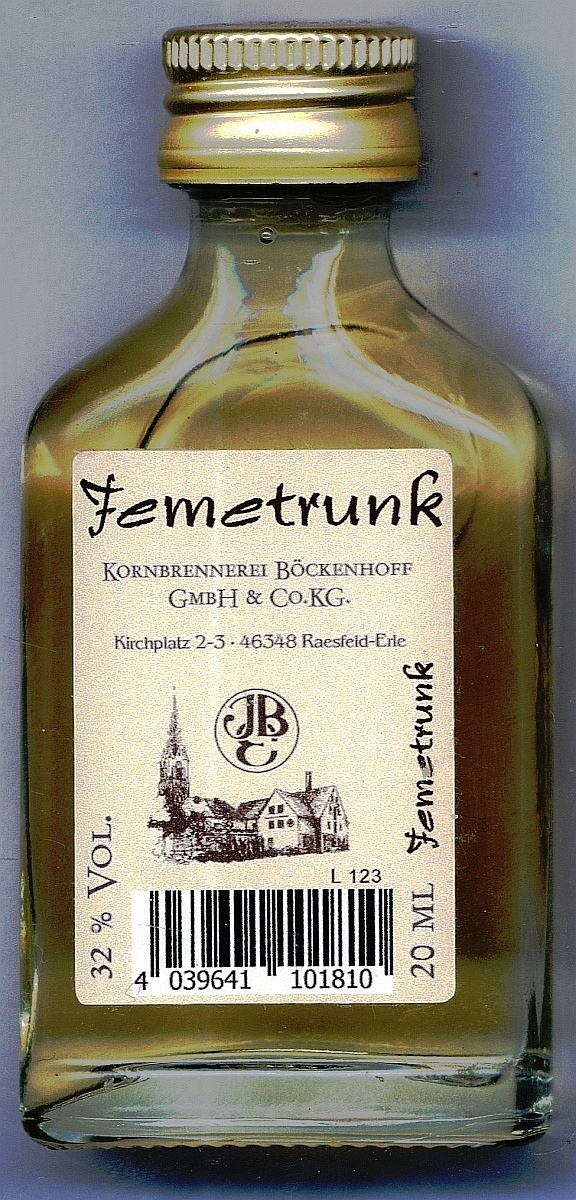 Femetrunk
KORNBRENNEREI BÖCKENHOFF
GMBH & CO.KG.
Kirchplatz 2-3 · 46348 Raesfeld-Erle
JBE
Femetrunk
32 % VOL.
20 ML
L 123
4 039641 101810